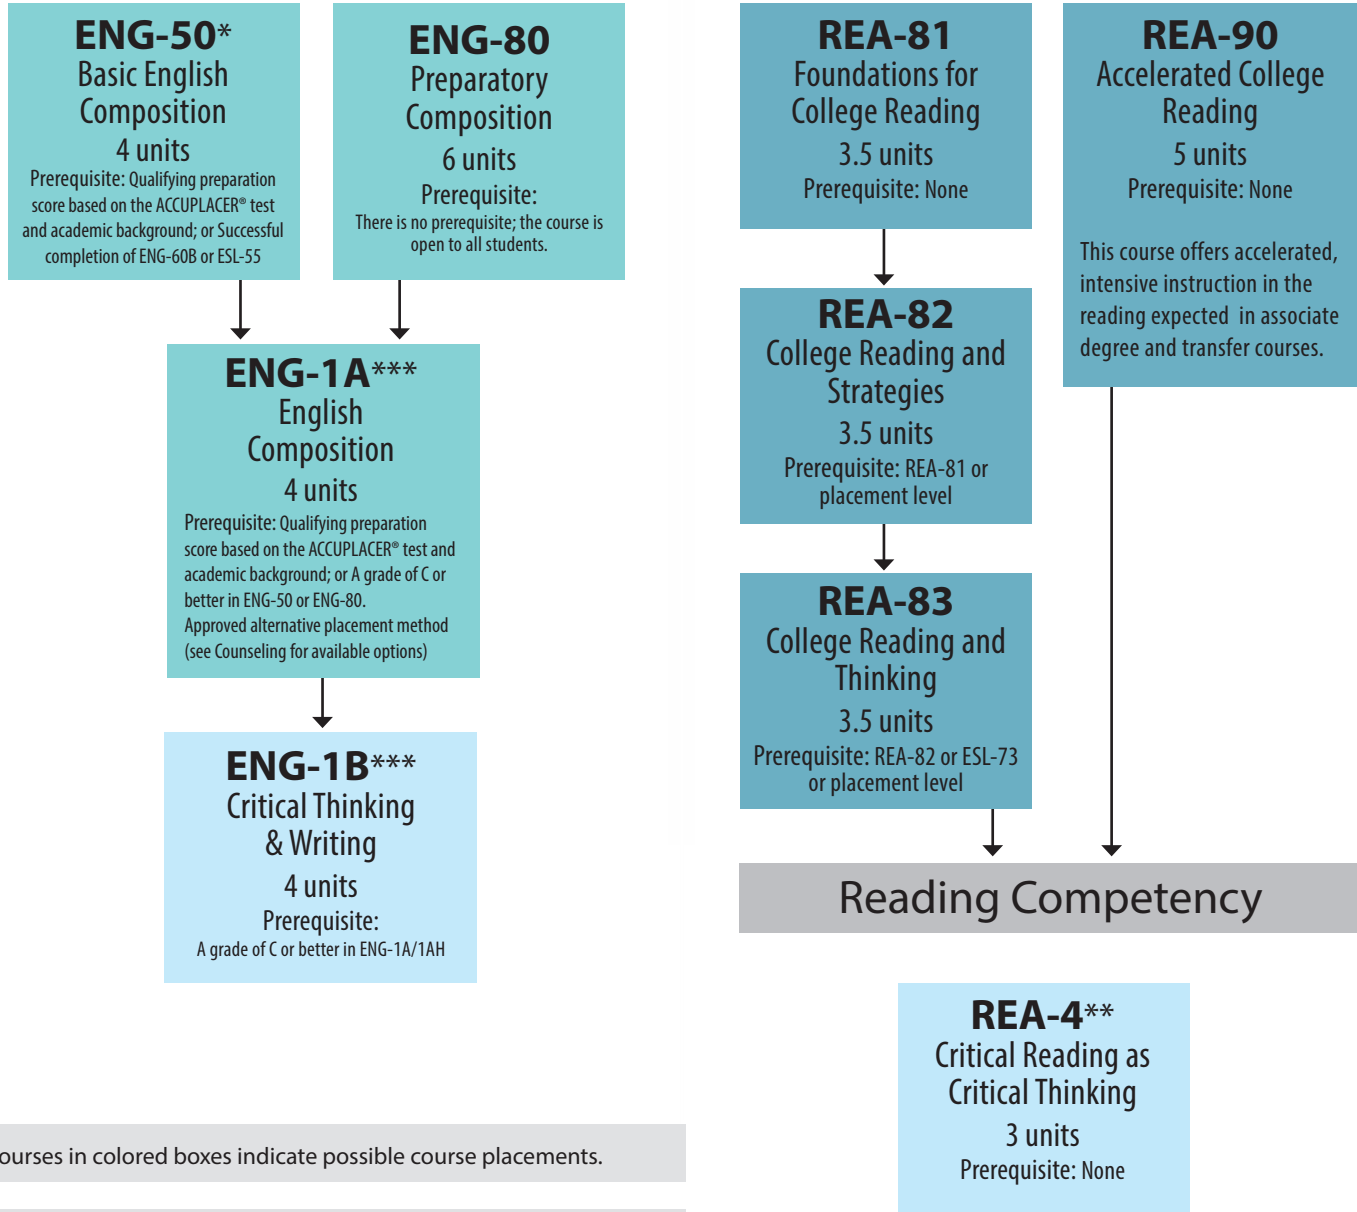 ENG-50*
Basic English
Composition
4 units
Prerequisite: Qualifying preparation
score based on the ACCUPLACER® test
and academic background; or Successful
completion of ENG-60B or ESL-55
ENG-80
Preparatory
Composition
6 units
Prerequisite:
There is no prerequisite; the course is
open to all students.
ENG-1A***
English
Composition
4 units
Prerequisite: Qualifying preparation
score based on the ACCUPLACER® test and
academic background; or A grade of C or
better in ENG-50 or ENG-80.
Approved alternative placement method
(see Counseling for available options)
ENG-1B***
Critical Thinking
& Writing
4 units
Prerequisite:
A grade of C or better in ENG-1A/1AH
REA-81
Foundations for
College Reading
3.5 units
Prerequisite: None
REA-82
College Reading and
Strategies
3.5 units
Prerequisite: REA-81 or
placement level
REA-83
College Reading and
Thinking
3.5 units
Prerequisite: REA-82 or ESL-73
or placement level
REA-90
Accelerated College
Reading
5 units
Prerequisite: None
This course offers accelerated,
intensive instruction in the
reading expected in associate
degree and transfer courses.
Reading Competency
REA-4**
Critical Reading as
Critical Thinking
3 units
Prerequisite: None
ourses in colored boxes indicate possible course placements.